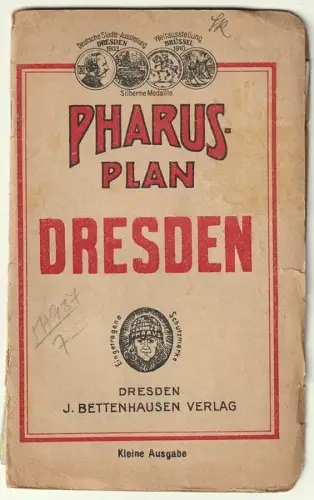 Deutsche Städte-Ausstellung
DRESDEN
1903
Weltausstellung
BRÜSSEL
1910
Silberne Medaille
PHARUS-
PLAN
DRESDEN
Eingetragene Schutzmarke
PHARUS
DRESDEN
J. BETTENHAUSEN VERLAG
Kleine Ausgabe